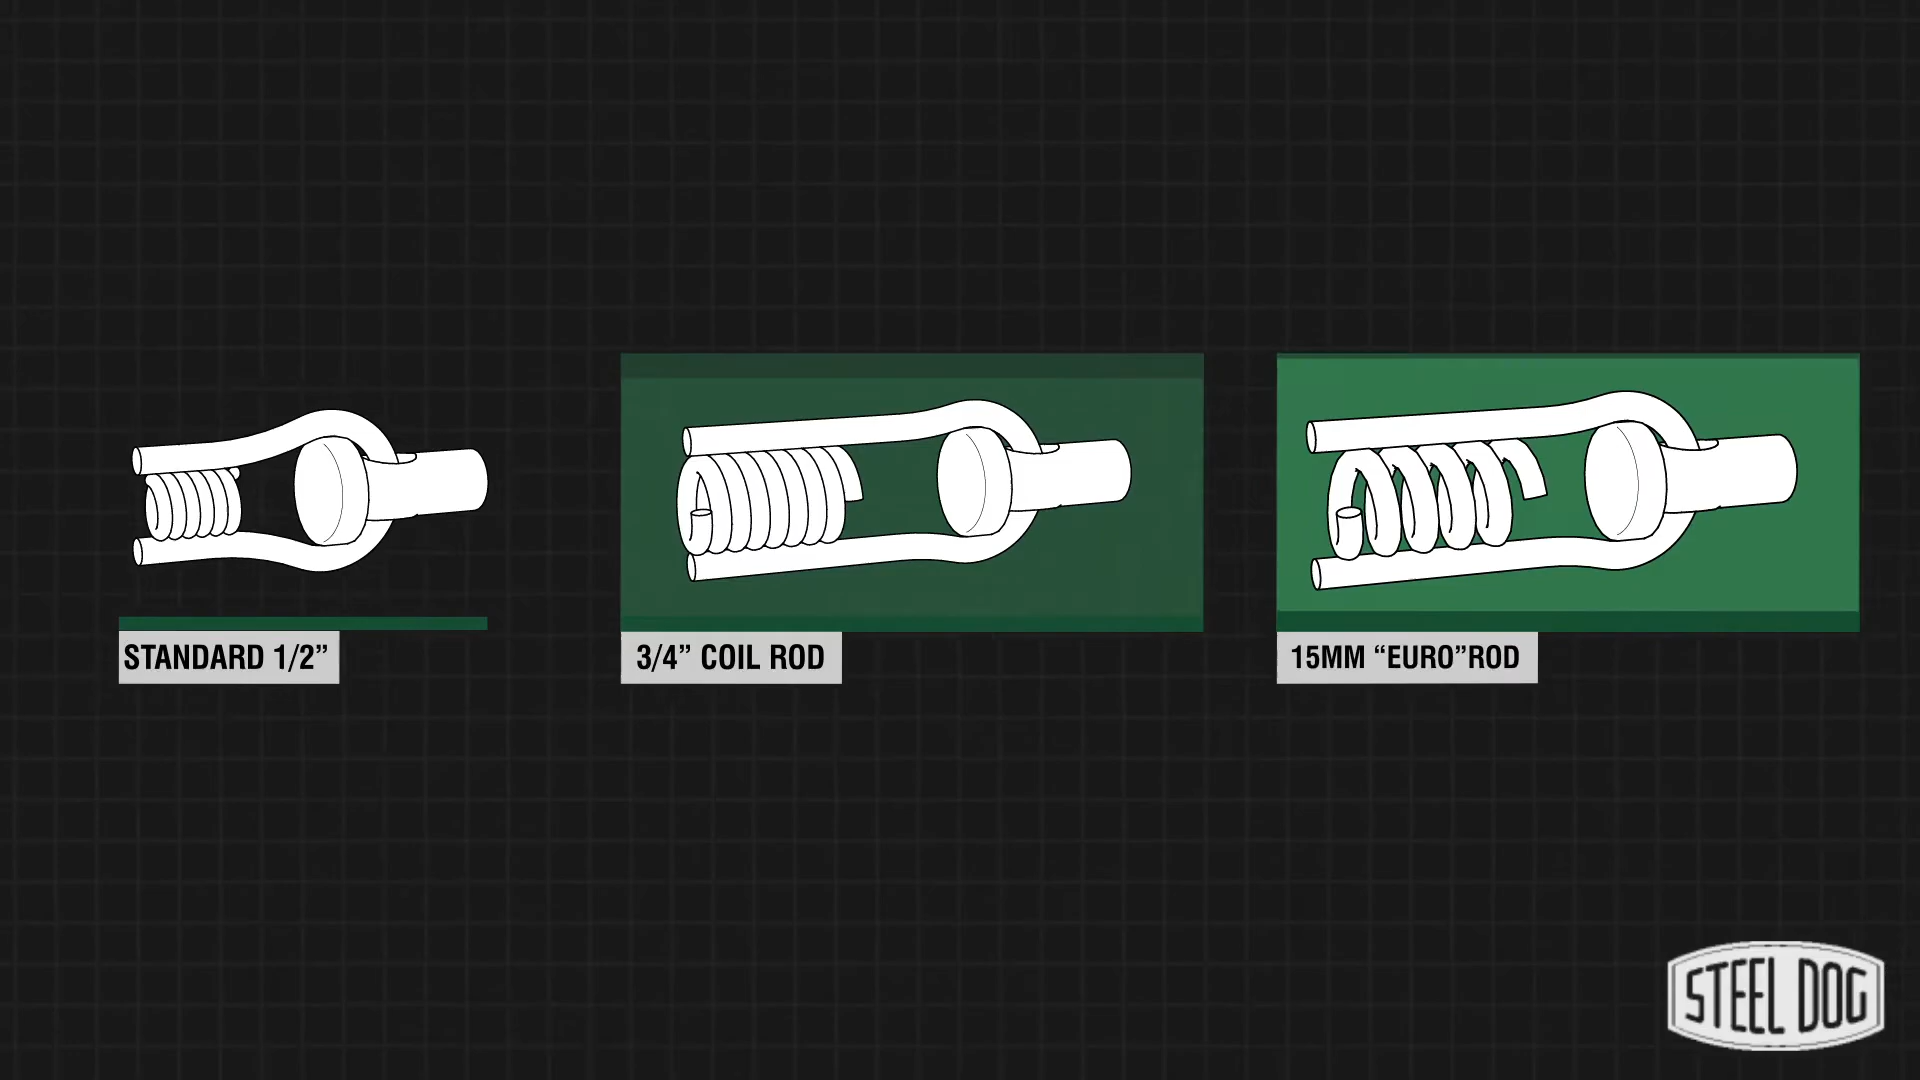 STANDARD 1/2”
3/4” COIL ROD
15MM “EURO”ROD
STEEL DOG